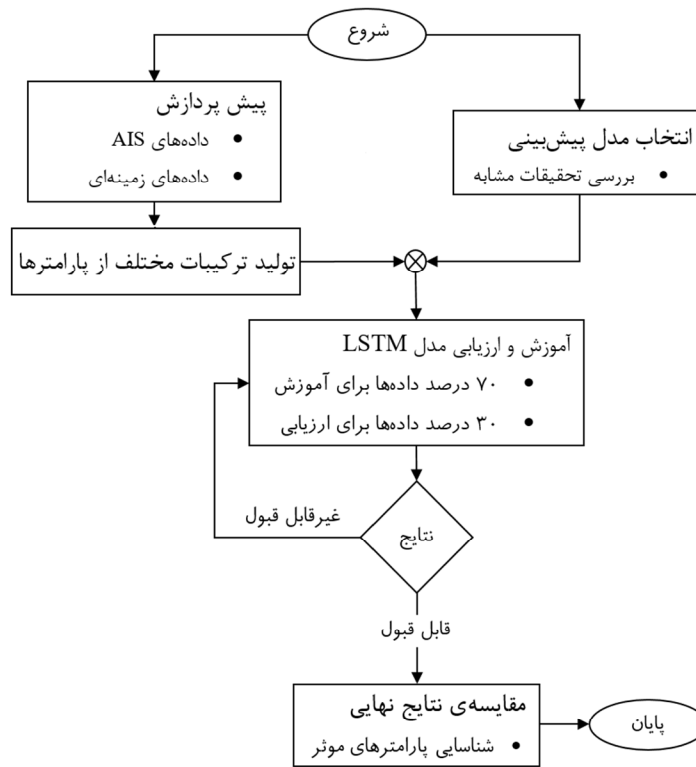 شروع
پیش پردازش
• داده‌های AIS
• داده‌های زمینه‌ای
انتخاب مدل پیش‌بینی
• بررسی تحقیقات مشابه
تولید ترکیبات مختلف از پارامترها
آموزش و ارزیابی مدل LSTM
• ۷۰ درصد داده‌ها برای آموزش
• ۳۰ درصد داده‌ها برای ارزیابی
غیرقابل قبول
نتایج
قابل قبول
مقایسه‌ی نتایج نهایی
• شناسایی پارامترهای موثر
پایان